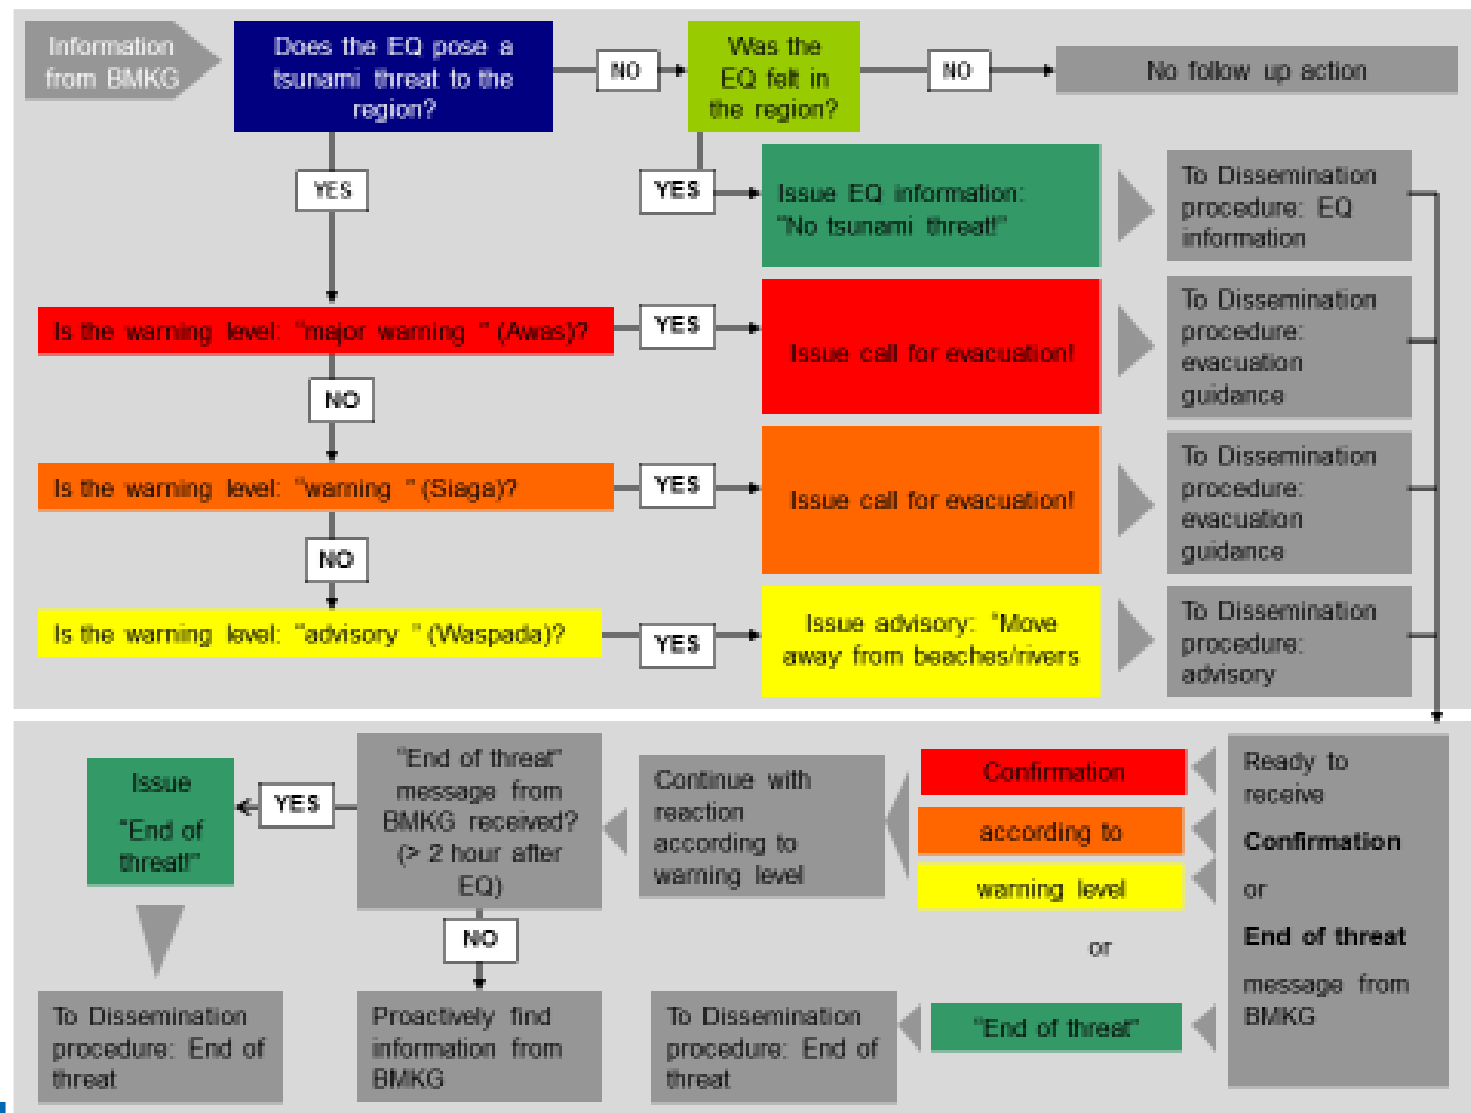 Information
from BMKG
Does the EQ pose a
tsunami threat to the
region?
NO
Was the
EQ felt in
the region?
NO
No follow up action
YES
YES
Issue EQ information:
"No tsunami threat!"
To Dissemination
procedure: EQ
information
Is the warning level: "major warning " (Awas)?
YES
Issue call for evacuation!
To Dissemination
procedure:
evacuation
guidance
NO
Is the warning level: "warning " (Siaga)?
YES
Issue call for evacuation!
To Dissemination
procedure:
evacuation
guidance
NO
Is the warning level: "advisory " (Waspada)?
YES
Issue advisory: "Move
away from beaches/rivers
To Dissemination
procedure:
advisory
Ready to
receive
Confirmation
or
End of threat
message from
BMKG
Confirmation
according to
warning level
or
"End of threat"
To Dissemination
procedure: End of
threat
Continue with
reaction
according to
warning level
"End of threat"
message from
BMKG received?
(> 2 hour after
EQ)
YES
Issue
"End of
threat!"
To Dissemination
procedure: End of
threat
NO
Proactively find
information from
BMKG